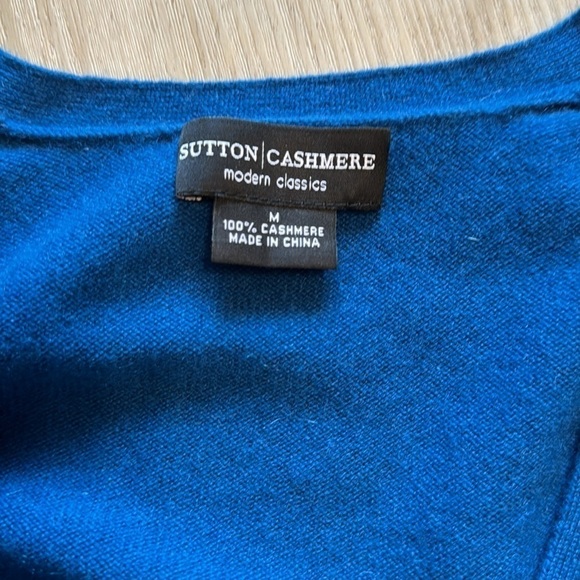 SUTTON|CASHMERE
modern classics
M
100% CASHMERE
MADE IN CHINA